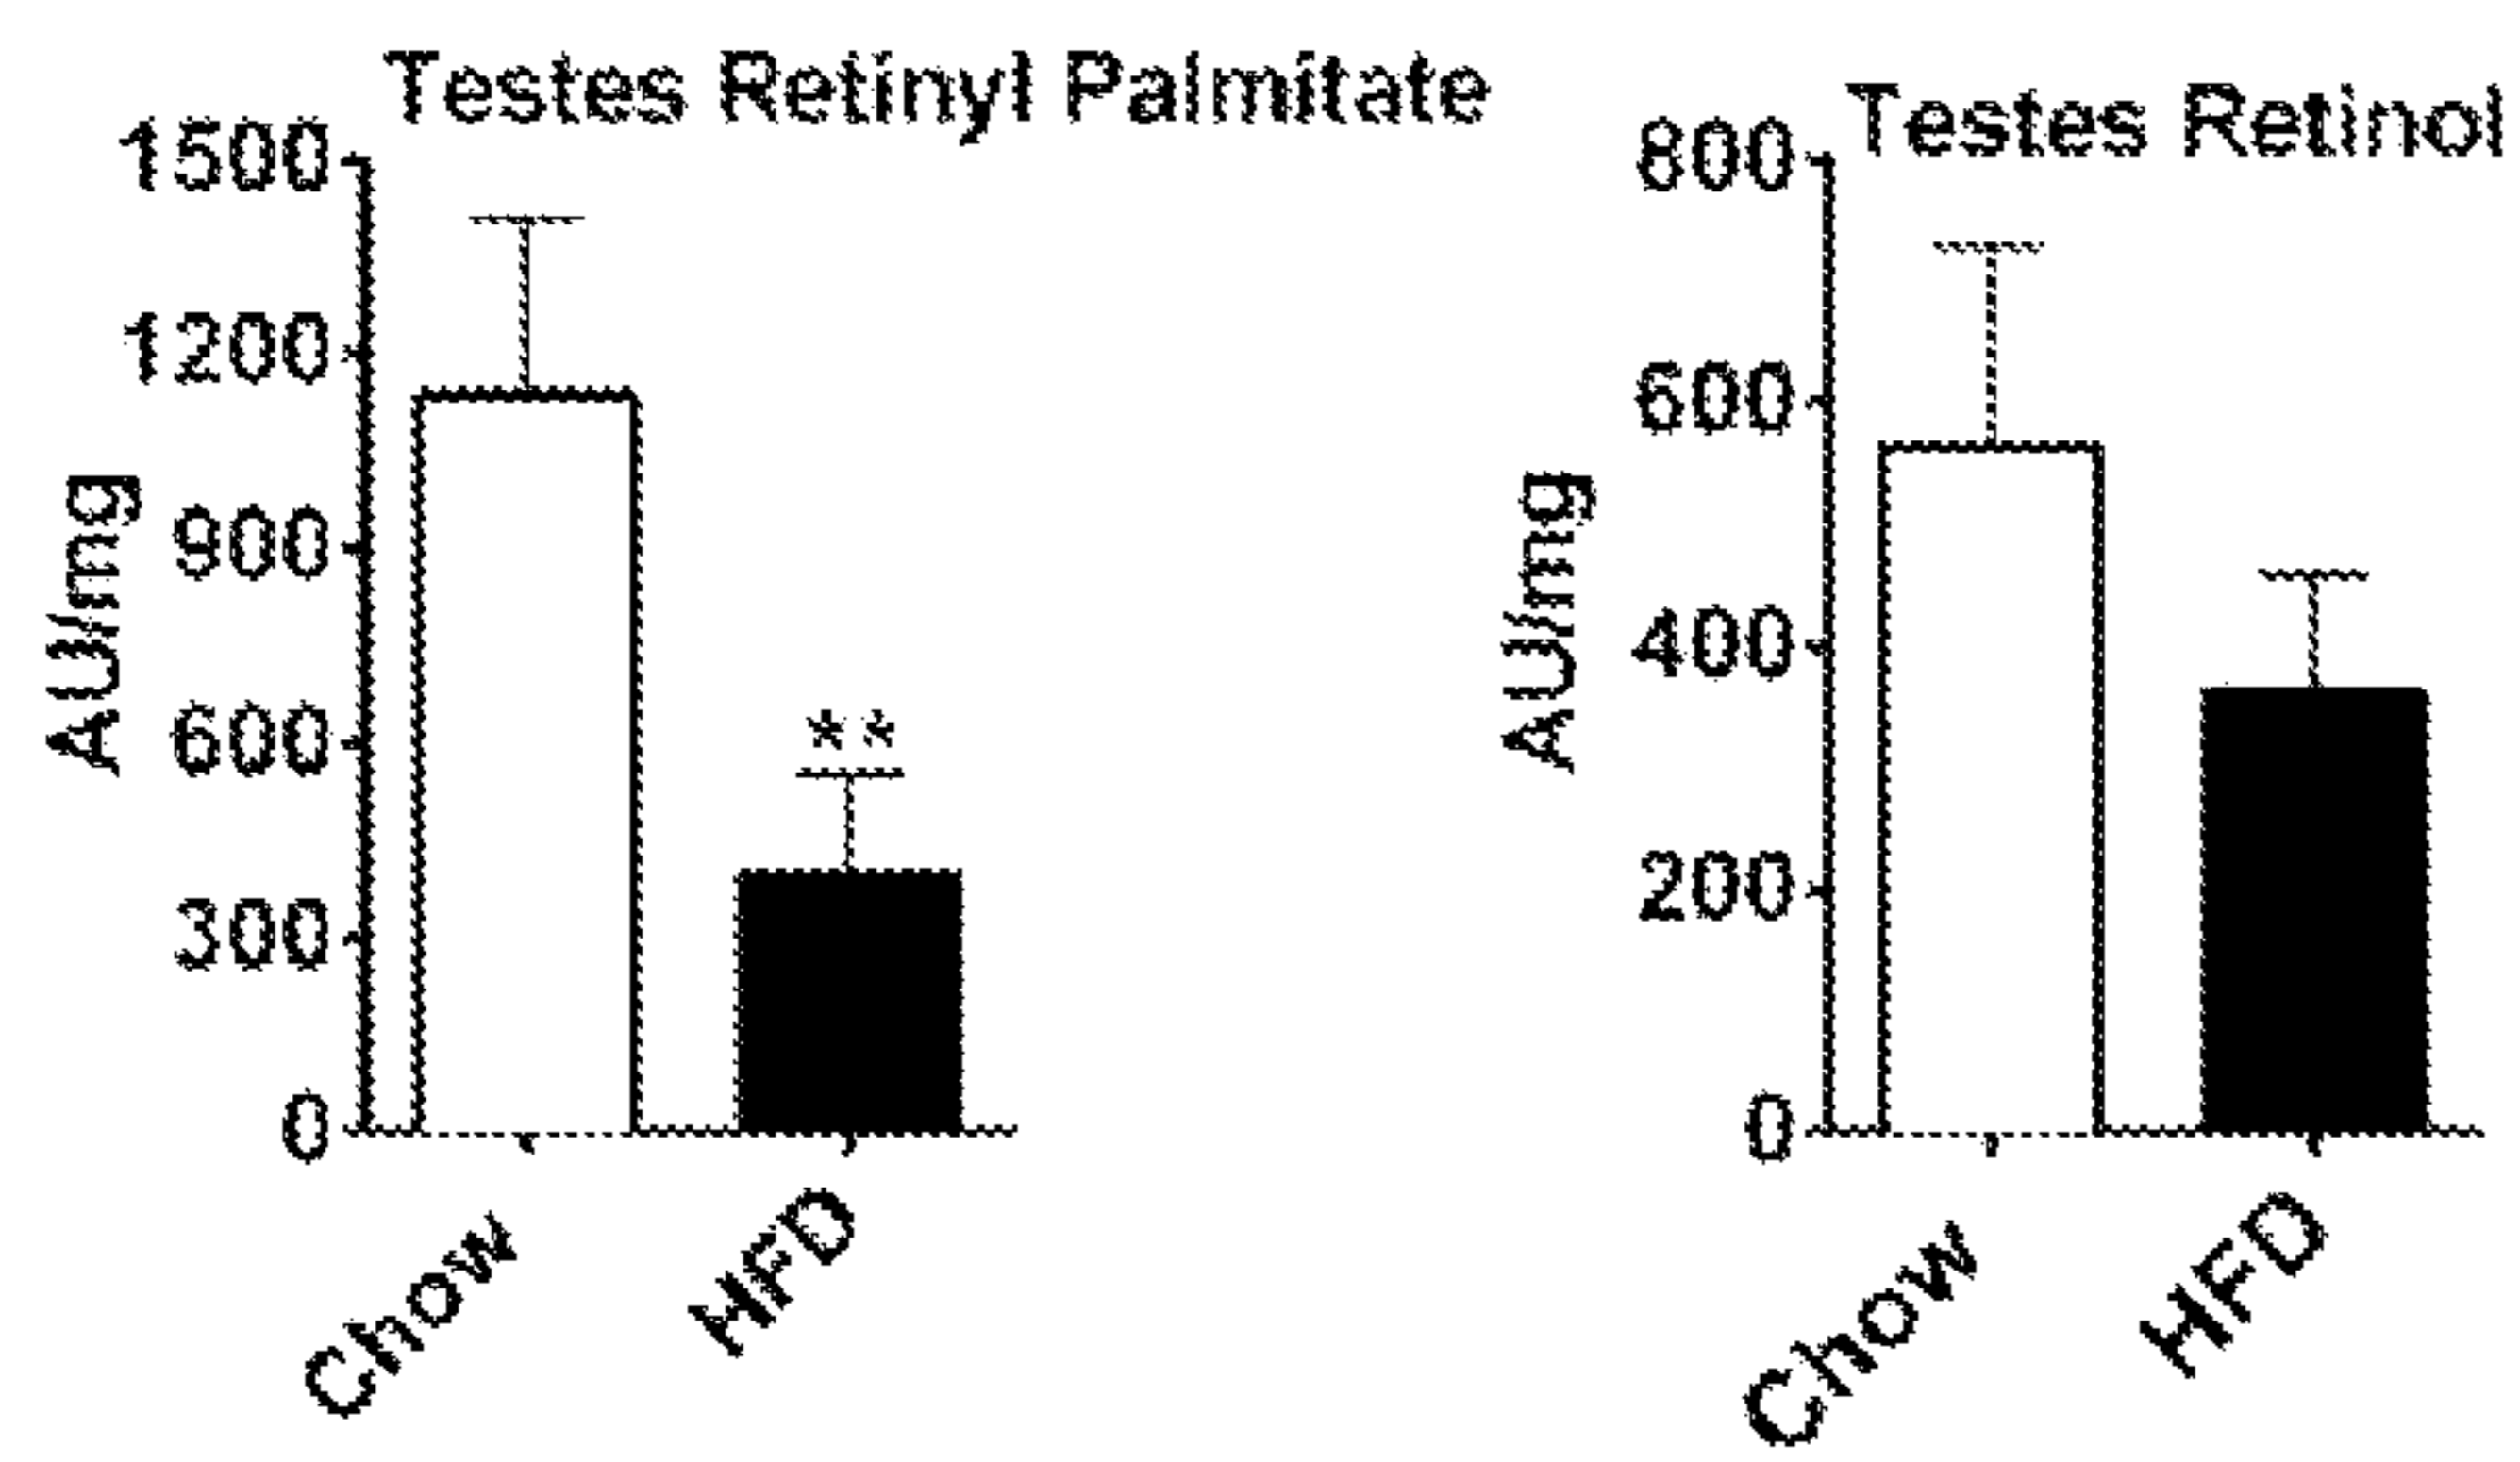 Testes Retinyl Palmitate
1500
1200
900
600
300
0
AU/mg
**
Chow
HFD
Testes Retinol
800
600
400
200
0
AU/mg
Chow
HFD